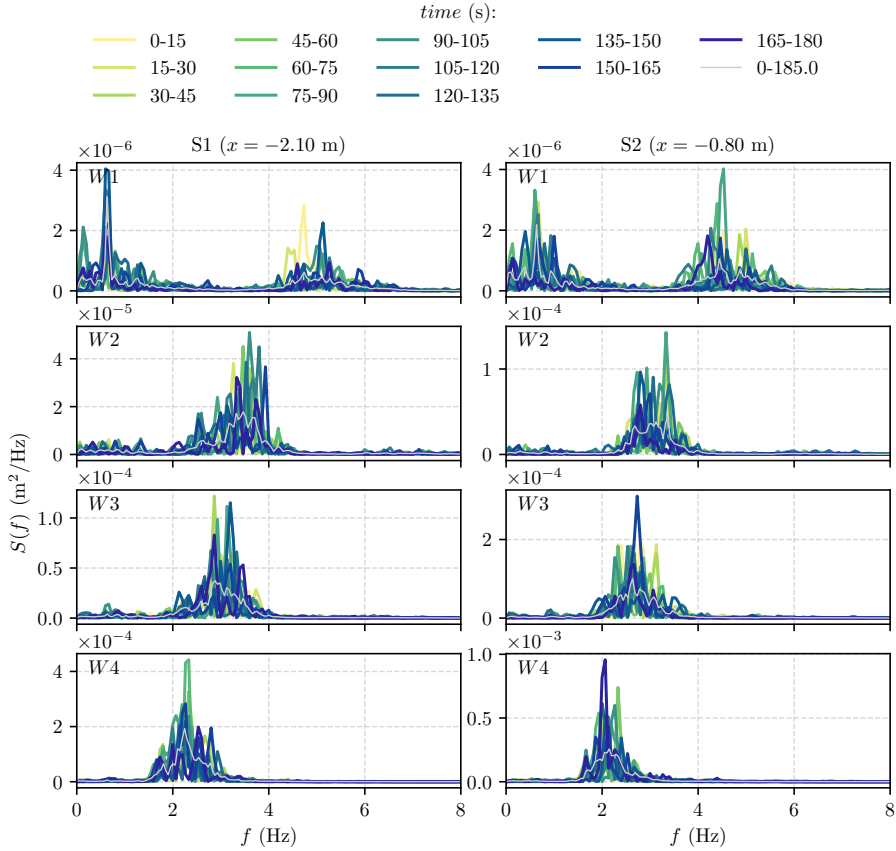 time (s):
0-15 45-60 90-105 135-150 165-180
15-30 60-75 105-120 150-165 0-185.0
30-45 75-90 120-135
S1 (x = −2.10 m) S2 (x = −0.80 m)
×10⁻⁶ ×10⁻⁶
W1 W1
4 4
2 2
0 0
×10⁻⁵ ×10⁻⁴
W2 W2
4 1
2
0 0
×10⁻⁴ ×10⁻⁴
W3 W3
1.0 2
0.5
0.0 0
×10⁻⁴ ×10⁻³
W4 W4
4 1.0
2 0.5
0 0.0
0 2 4 6 8 0 2 4 6 8
f (Hz) f (Hz)
S(f) (m²/Hz)